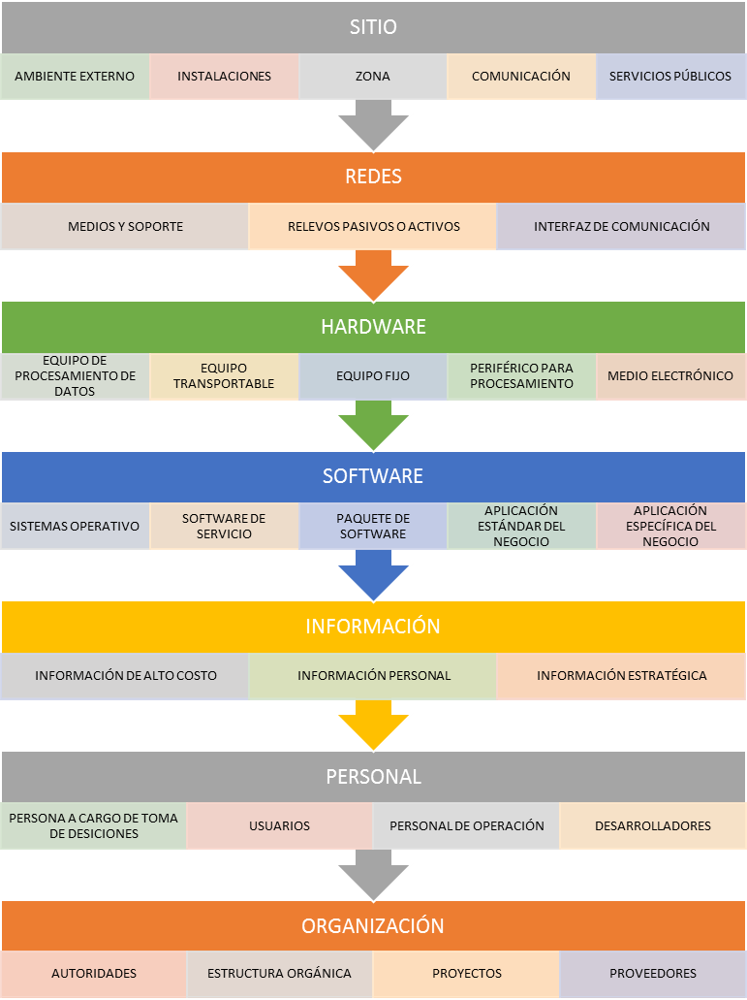 SITIO
AMBIENTE EXTERNO
INSTALACIONES
ZONA
COMUNICACIÓN
SERVICIOS PÚBLICOS
REDES
MEDIOS Y SOPORTE
RELEVOS PASIVOS O ACTIVOS
INTERFAZ DE COMUNICACIÓN
HARDWARE
EQUIPO DE
PROCESAMIENTO DE
DATOS
EQUIPO
TRANSPORTABLE
EQUIPO FIJO
PERIFÉRICO PARA
PROCESAMIENTO
MEDIO ELECTRÓNICO
SOFTWARE
SISTEMAS OPERATIVO
SOFTWARE DE
SERVICIO
PAQUETE DE
SOFTWARE
APLICACIÓN
ESTÁNDAR DEL
NEGOCIO
APLICACIÓN
ESPECÍFICA DEL
NEGOCIO
INFORMACIÓN
INFORMACIÓN DE ALTO COSTO
INFORMACIÓN PERSONAL
INFORMACIÓN ESTRATÉGICA
PERSONAL
PERSONA A CARGO DE TOMA
DE DESICIONES
USUARIOS
PERSONAL DE OPERACIÓN
DESARROLLADORES
ORGANIZACIÓN
AUTORIDADES
ESTRUCTURA ORGÁNICA
PROYECTOS
PROVEEDORES